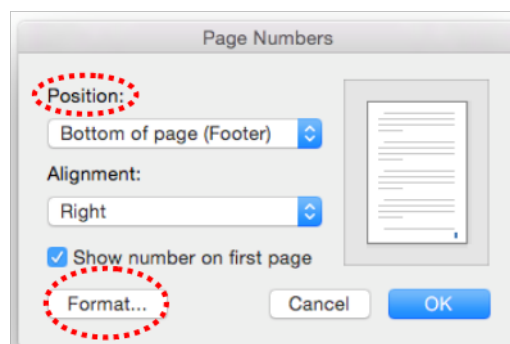 Page Numbers
Position:
Bottom of page (Footer)
Alignment:
Right
Show number on first page
Format...
Cancel
OK